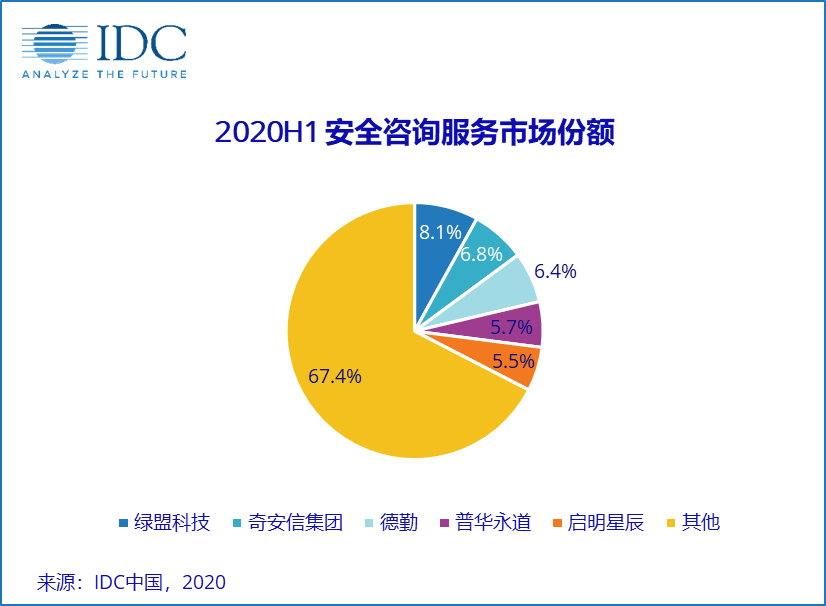 IDC
ANALYZE THE FUTURE
2020H1 安全咨询服务市场份额
8.1%
6.8%
6.4%
5.7%
5.5%
67.4%
绿盟科技 奇安信集团 德勤 普华永道 启明星辰 其他
来源：IDC中国，2020